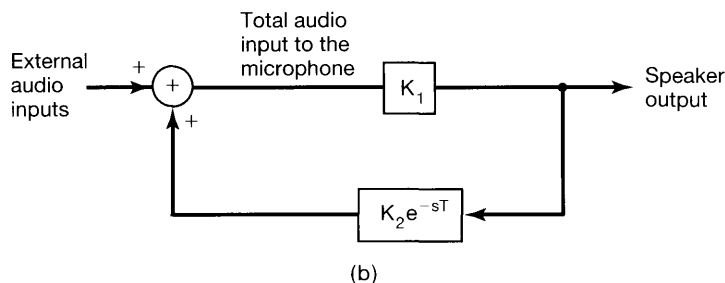 Total audio
input to the
microphone
External
audio
inputs
+
+
+
K₁
Speaker
output
K₂e⁻ˢᵀ
(b)